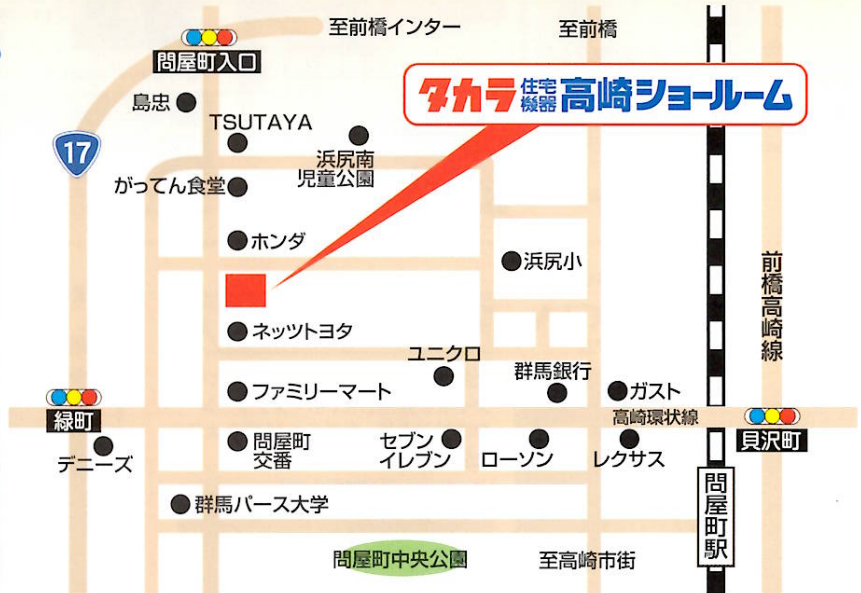 至前橋インター
至前橋
問屋町入口
タカラ住宅機器高崎ショールーム
島忠
TSUTAYA
17
浜尻南
児童公園
がってん食堂
ホンダ
浜尻小
前橋高崎線
ネッツトヨタ
ユニクロ
群馬銀行
ファミリーマート
ガスト
高崎環状線
緑町
貝沢町
問屋町
交番
セブン
イレブン
ローソン
レクサス
デニーズ
群馬パース大学
問屋町駅
問屋町中央公園
至高崎市街